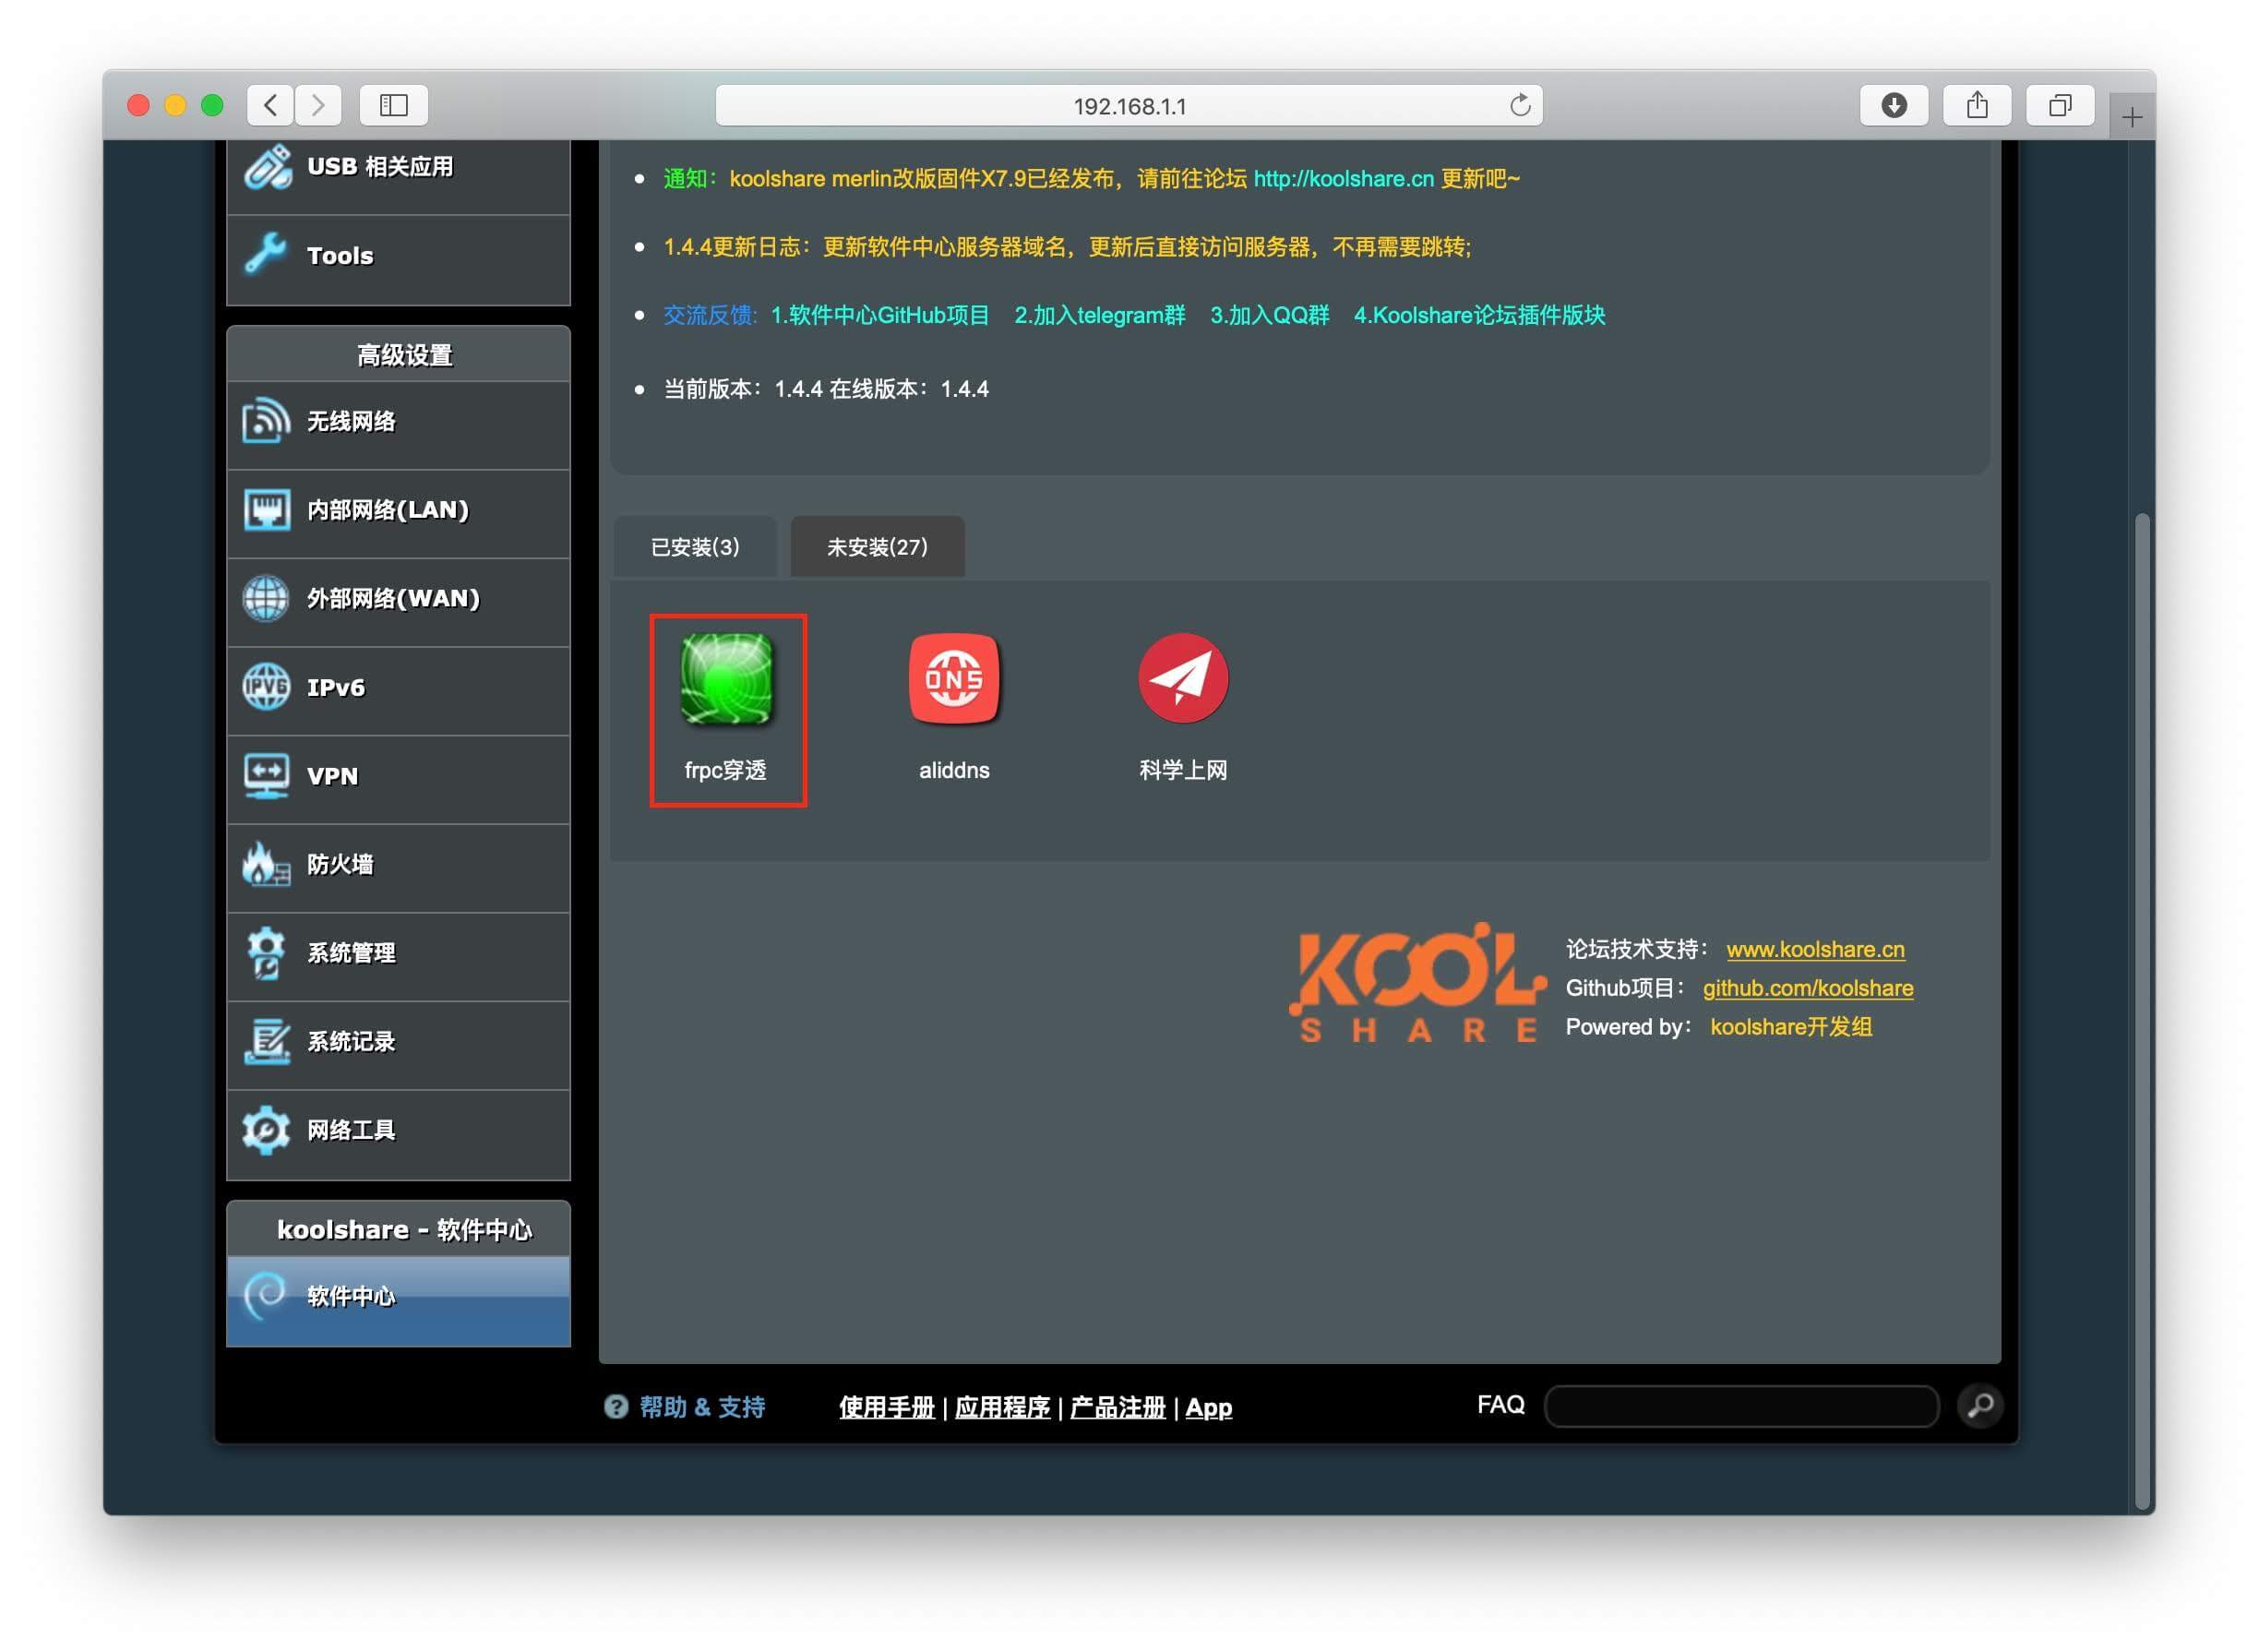 192.168.1.1
USB 相关应用
Tools
高级设置
无线网络
内部网络(LAN)
外部网络(WAN)
IPV6 IPv6
VPN
防火墙
系统管理
系统记录
网络工具
koolshare - 软件中心
软件中心
通知：koolshare merlin改版固件X7.9已经发布，请前往论坛 http://koolshare.cn 更新吧~
1.4.4更新日志：更新软件中心服务器域名，更新后直接访问服务器，不再需要跳转;
交流反馈: 1.软件中心GitHub项目 2.加入telegram群 3.加入QQ群 4.Koolshare论坛插件版块
当前版本：1.4.4 在线版本：1.4.4
已安装(3) 未安装(27)
DNS
frpc穿透 aliddns 科学上网
KOOL
SHARE
论坛技术支持： www.koolshare.cn
Github项目： github.com/koolshare
Powered by： koolshare开发组
帮助 & 支持 使用手册 | 应用程序 | 产品注册 | App FAQ